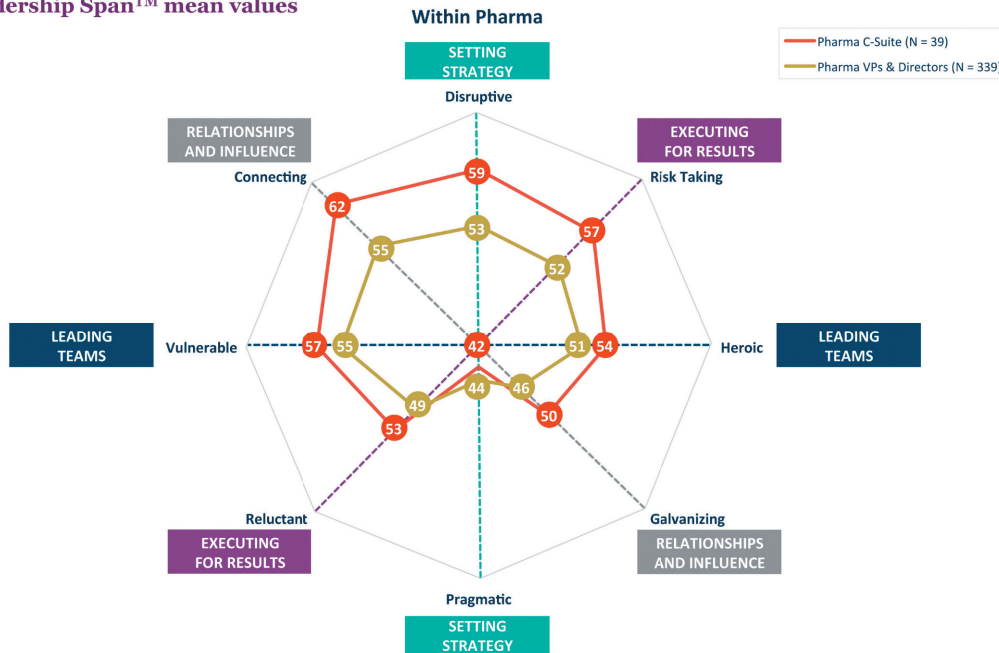 dership Span™ mean values
Within Pharma
Pharma C-Suite (N = 39)
Pharma VPs & Directors (N = 339)
SETTING
STRATEGY
Disruptive
RELATIONSHIPS
AND INFLUENCE
Connecting
EXECUTING
FOR RESULTS
Risk Taking
59
62
57
53
55
52
LEADING
TEAMS
Vulnerable
57
55
42
51
54
Heroic
LEADING
TEAMS
44
46
49
50
53
Reluctant
EXECUTING
FOR RESULTS
Galvanizing
RELATIONSHIPS
AND INFLUENCE
Pragmatic
SETTING
STRATEGY